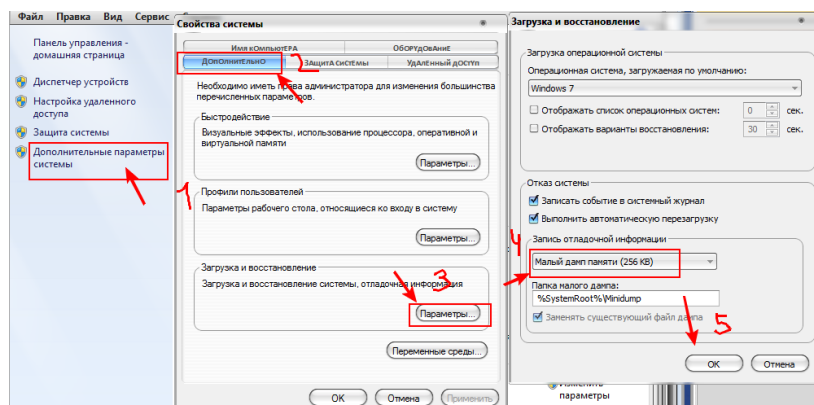 Файл Правка Вид Сервис
Панель управления -
домашняя страница
Диспетчер устройств
Настройка удаленного
доступа
Защита системы
Дополнительные параметры
системы
1
Свойства системы
Имя компьютера
Оборудование
Дополнительно
2
Защита системы
Удалённый доступ
Необходимо иметь права администратора для изменения большинства
перечисленных параметров.
Быстродействие
Визуальные эффекты, использование процессора, оперативной и
виртуальной памяти
Параметры...
Профили пользователей
Параметры рабочего стола, относящиеся ко входу в систему
Параметры...
Загрузка и восстановление
Загрузка и восстановление системы, отладочная информация
3
Параметры...
Переменные среды...
ОК Отмена Применить
Загрузка и восстановление
Загрузка операционной системы
Операционная система, загружаемая по умолчанию:
Windows 7
Отображать список операционных систем: 0 сек.
Отображать варианты восстановления: 30 сек.
Отказ системы
Записать событие в системный журнал
Выполнить автоматическую перезагрузку
4
Запись отладочной информации
Малый дамп памяти (256 KB)
Папка малого дампа:
%SystemRoot%\Minidump
Заменять существующий файл дампа
5
ОК Отмена
Изменить
параметры